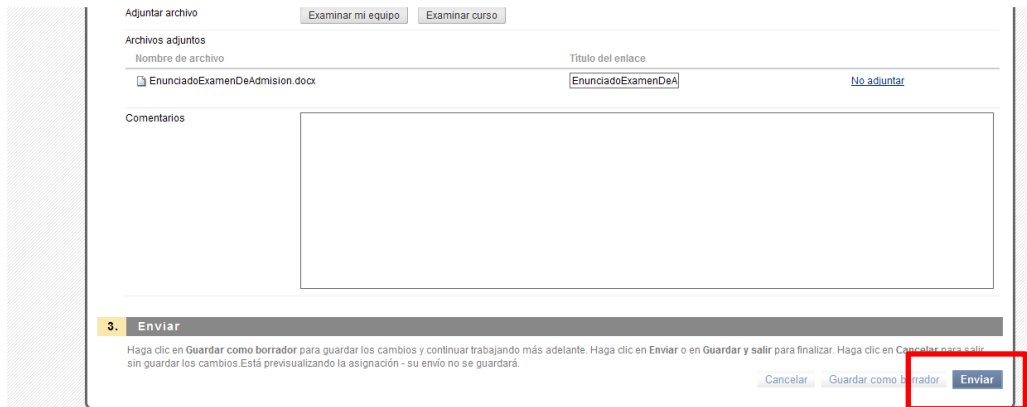 Adjuntar archivo Examinar mi equipo Examinar curso
Archivos adjuntos
Nombre de archivo Título del enlace
EnunciadoExamenDeAdmision.docx EnunciadoExamenDeA No adjuntar
Comentarios
3. Enviar
Haga clic en Guardar como borrador para guardar los cambios y continuar trabajando más adelante. Haga clic en Enviar o en Guardar y salir para finalizar. Haga clic en Cancelar para salir
sin guardar los cambios.Está previsualizando la asignación - su envío no se guardará.
Cancelar Guardar como borrador Enviar